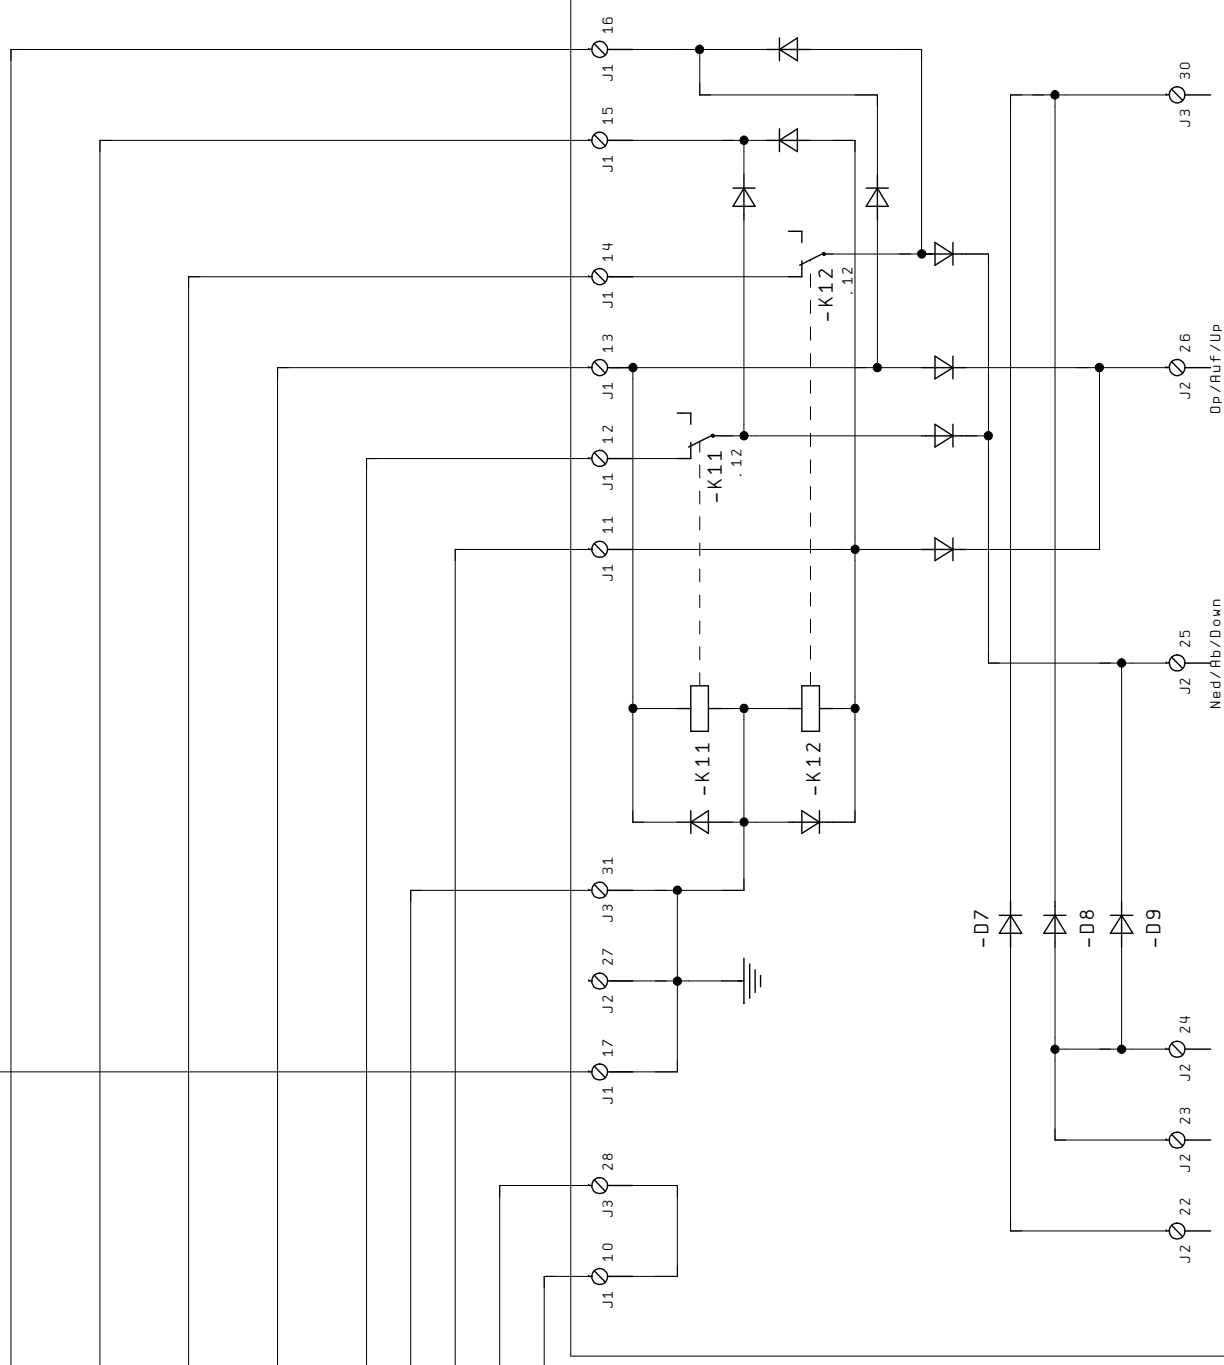 J1 16
J1 15
J1 14
J1 13
J1 12
J1 11
J3 31
J2 27
J1 17
J3 28
J1 10
-K12
.12
-K11
.12
-K11
-K12
-D7
-D8
-D9
J3 30
J2 26
Op/Auf/Up
J2 25
Ned/Ab/Down
J2 24
J2 23
J2 22